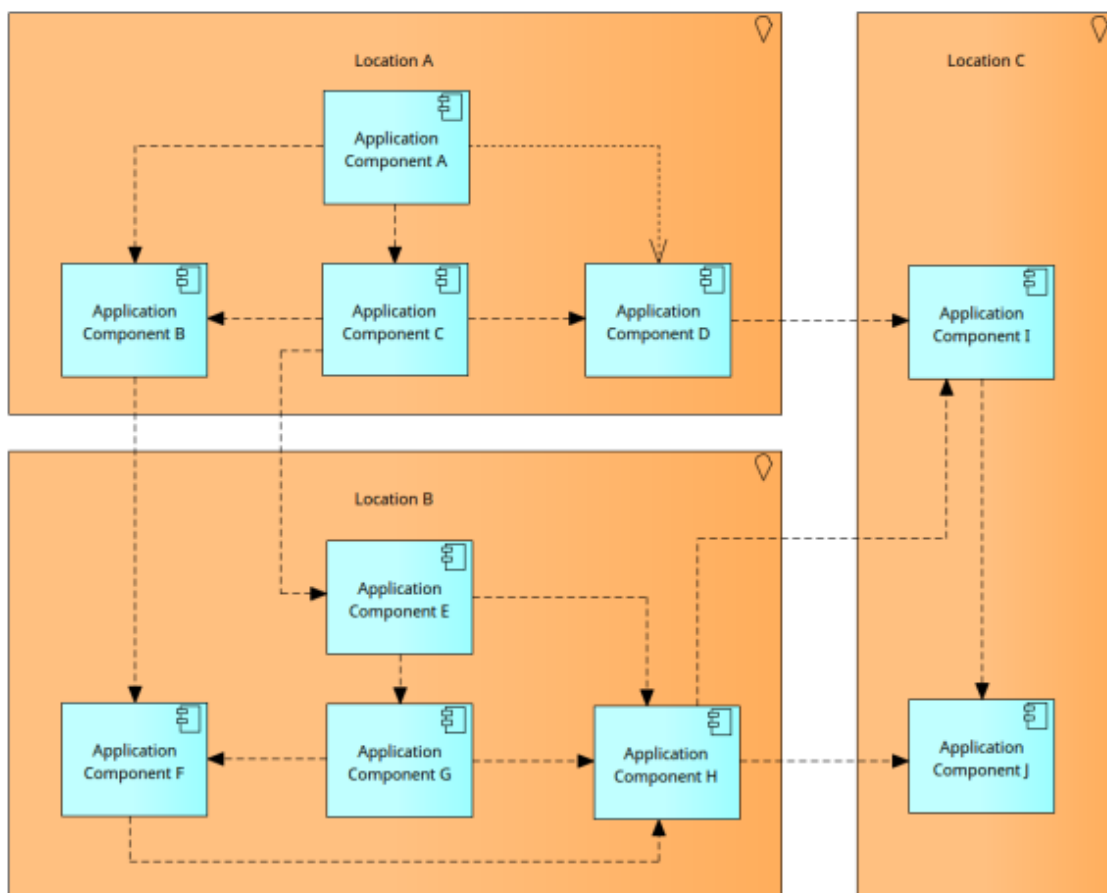 Location A
Location C
Application
Component A
Application
Component B
Application
Component C
Application
Component D
Application
Component I
Location B
Application
Component E
Application
Component F
Application
Component G
Application
Component H
Application
Component J